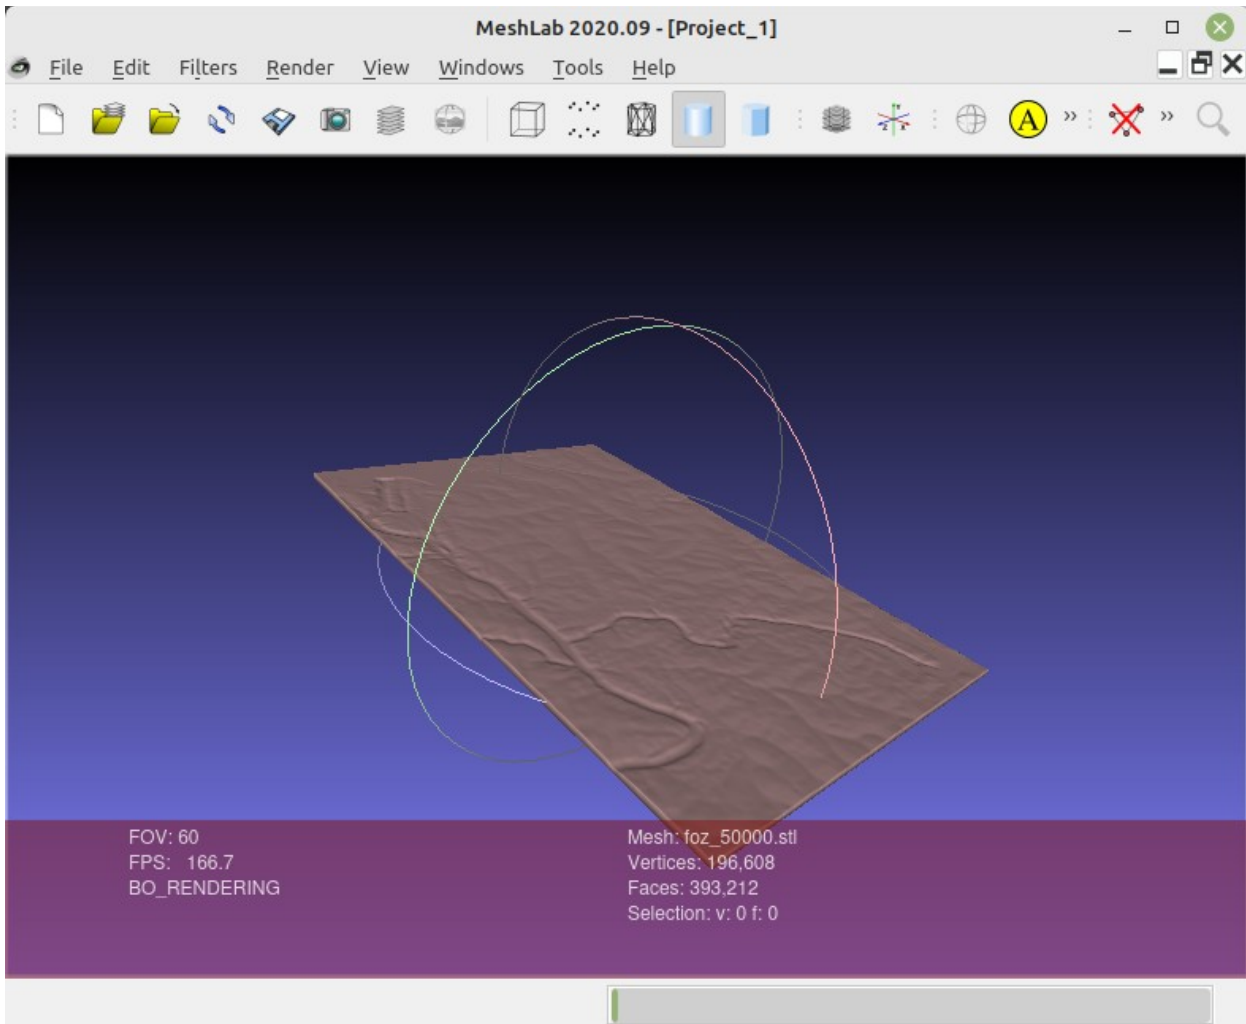 MeshLab 2020.09 - [Project_1]
File Edit Filters Render View Windows Tools Help
A
FOV: 60
FPS: 166.7
BO_RENDERING
Mesh: foz_50000.stl
Vertices: 196,608
Faces: 393,212
Selection: v: 0 f: 0